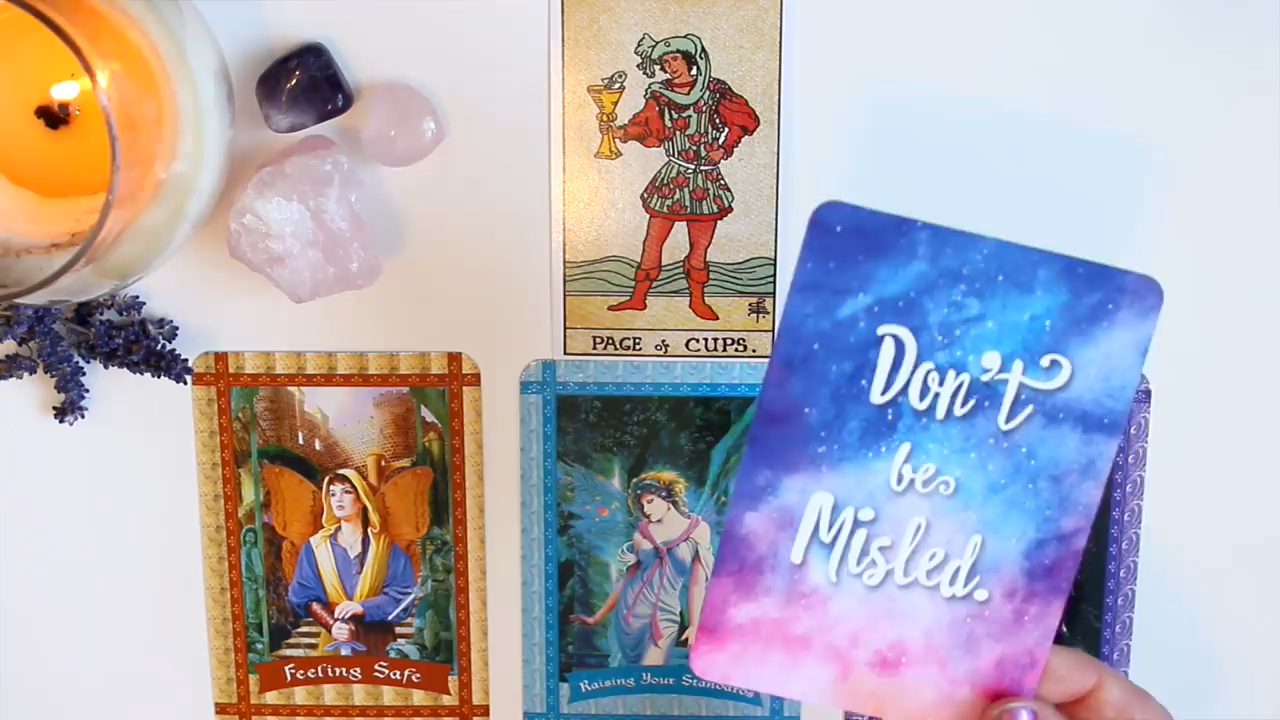 PAGE of CUPS.
Don't
be
Misled.
Feeling Safe
Raising Your Standards